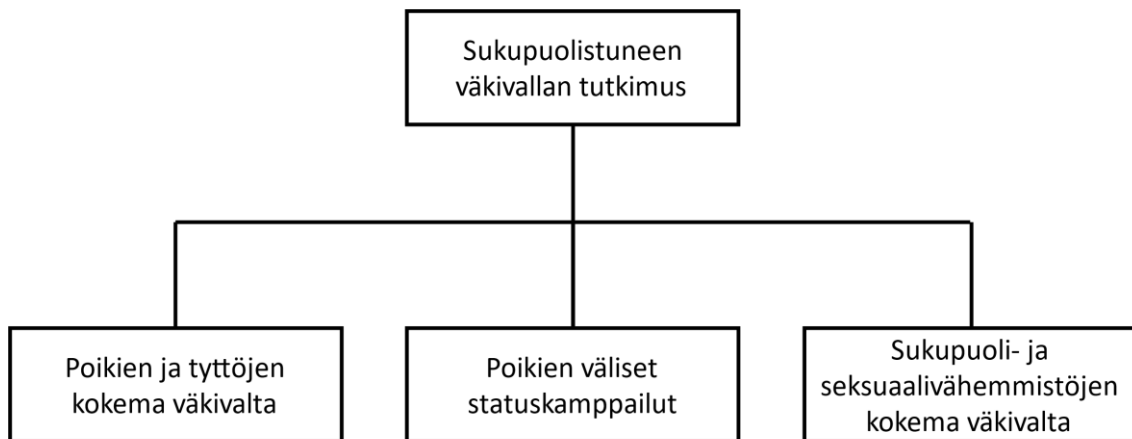 Sukupuolistuneen
väkivallan tutkimus
Poikien ja tyttöjen
kokema väkivalta
Poikien väliset
statuskamppailut
Sukupuoli- ja
seksuaalivähemmistöjen
kokema väkivalta